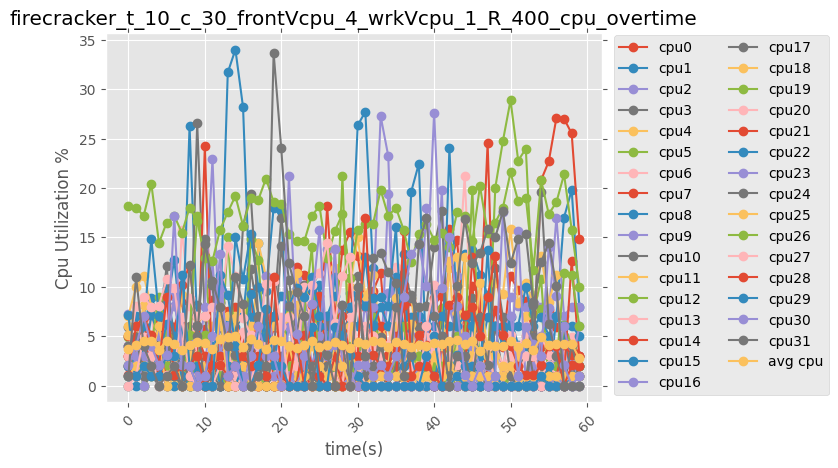 firecracker_t_10_c_30_frontVcpu_4_wrkVcpu_1_R_400_cpu_overtime
Cpu Utilization %
35
30
25
20
15
10
5
0
0
10
20
30
40
50
60
time(s)
cpu0
cpu1
cpu2
cpu3
cpu4
cpu5
cpu6
cpu7
cpu8
cpu9
cpu10
cpu11
cpu12
cpu13
cpu14
cpu15
cpu16
cpu17
cpu18
cpu19
cpu20
cpu21
cpu22
cpu23
cpu24
cpu25
cpu26
cpu27
cpu28
cpu29
cpu30
cpu31
avg cpu